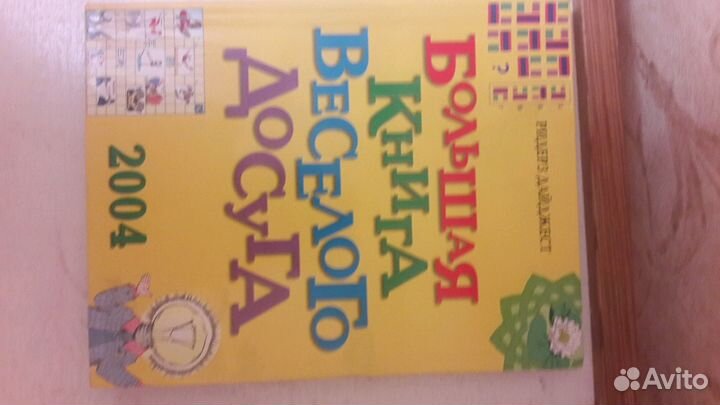 РИДЕРЗ ДАЙДЖЕСТ
БОЛЬШАЯ
КНИГА
ВЕСЕЛОГО
ДОСУГА
2004
?
Avito